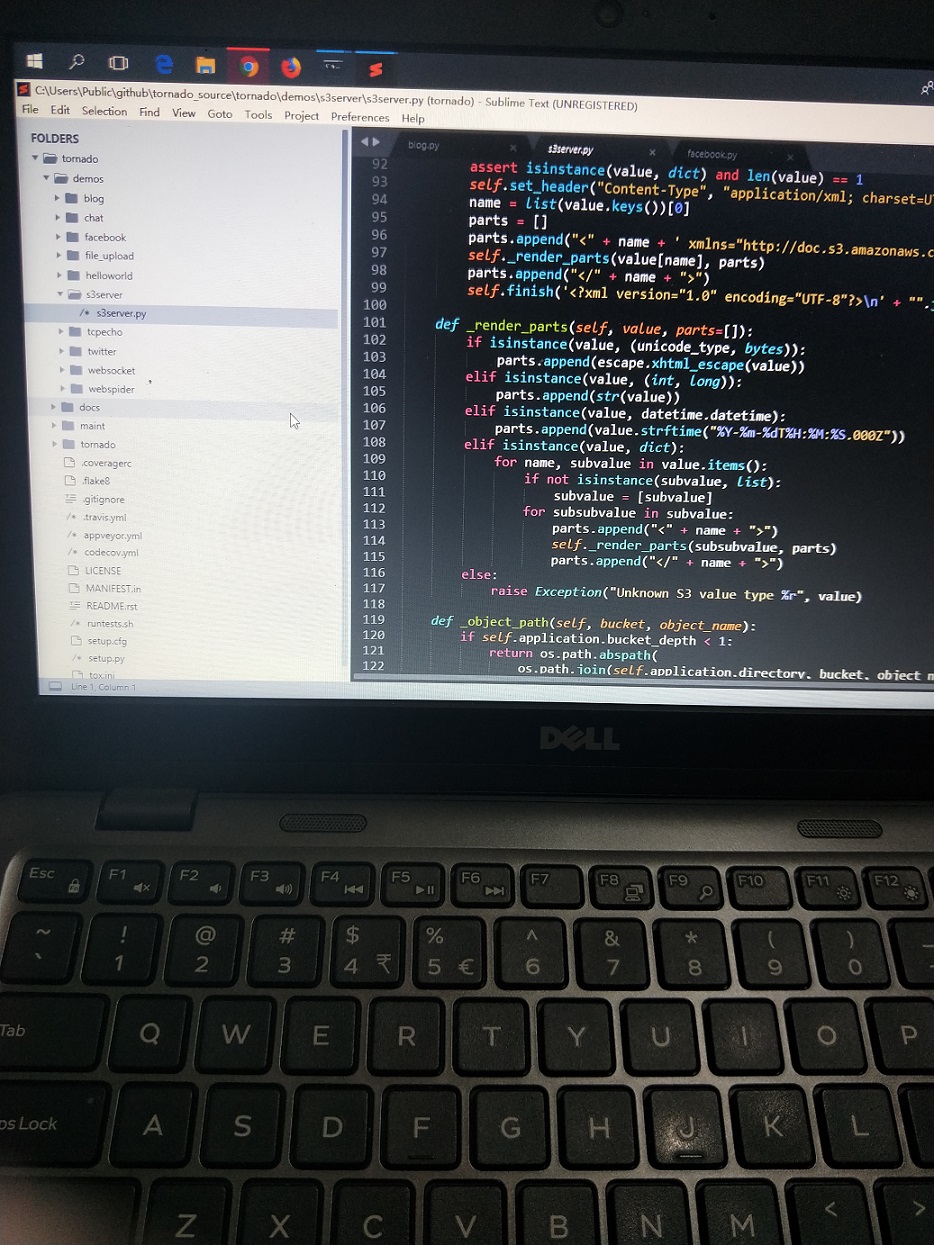 C:\Users\Public\github\tornado_source\tornado\demos\s3server\s3server.py (tornado) - Sublime Text (UNREGISTERED)
File Edit Selection Find View Goto Tools Project Preferences Help
FOLDERS
tornado
demos
blog
chat
facebook
file_upload
helloworld
s3server
/* s3server.py
tcpecho
twitter
websocket
webspider
docs
maint
tornado
.coveragerc
.flake8
.gitignore
/* .travis.yml
/* appveyor.yml
/* codecov.yml
LICENSE
MANIFEST.in
README.rst
/* runtests.sh
setup.cfg
/* setup.py
tox.ini
Line 1, Column 1
blog.py s3server.py facebook.py
92 assert isinstance(value, dict) and len(value) == 1
93 self.set_header("Content-Type", "application/xml; charset=UT
94 name = list(value.keys())[0]
95 parts = []
96 parts.append("<" + name + ' xmlns="http://doc.s3.amazonaws.c
97 self._render_parts(value[name], parts)
98 parts.append("</" + name + ">")
99 self.finish('<?xml version="1.0" encoding="UTF-8"?>\n' + "".
100
101 def _render_parts(self, value, parts=[]):
102 if isinstance(value, (unicode_type, bytes)):
103 parts.append(escape.xhtml_escape(value))
104 elif isinstance(value, (int, long)):
105 parts.append(str(value))
106 elif isinstance(value, datetime.datetime):
107 parts.append(value.strftime("%Y-%m-%dT%H:%M:%S.000Z"))
108 elif isinstance(value, dict):
109 for name, subvalue in value.items():
110 if not isinstance(subvalue, list):
111 subvalue = [subvalue]
112 for subsubvalue in subvalue:
113 parts.append("<" + name + ">")
114 self._render_parts(subsubvalue, parts)
115 parts.append("</" + name + ">")
116 else:
117 raise Exception("Unknown S3 value type %r", value)
118
119 def _object_path(self, bucket, object_name):
120 if self.application.bucket_depth < 1:
121 return os.path.abspath(
122 os.path.join(self.application.directory, bucket, object n
DELL
Esc F1 F2 F3 F4 F5 F6 F7 F8 F9 F10 F11 F12
~ ! @ # $ % ^ & * ( )
` 1 2 3 4 ₹ 5 € 6 7 8 9 0
Tab Q W E R T Y U I O P
ps Lock A S D F G H J K L
Z X C V B N M < >